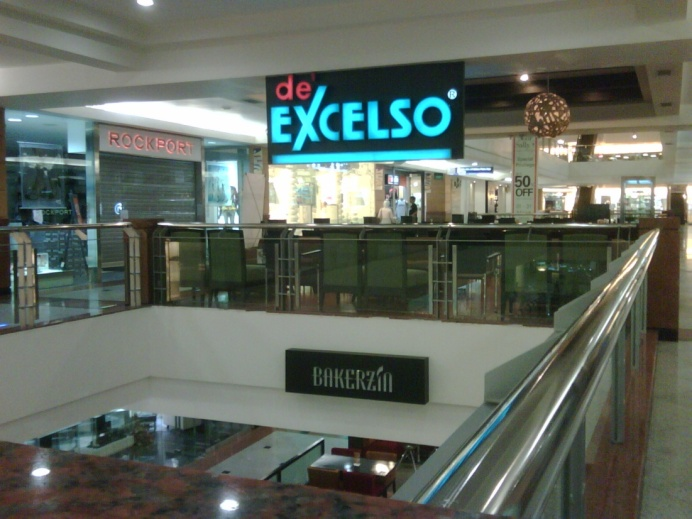 de'
EXCELSO®
ROCKPORT
50
OFF
BAKERZIN